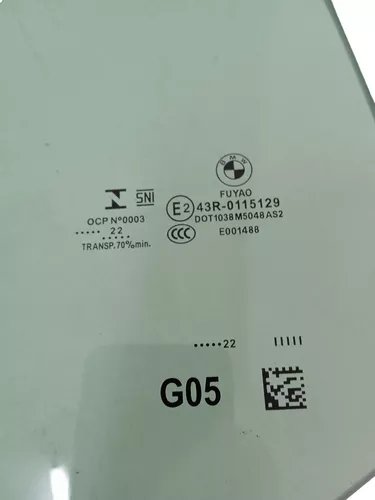 BMW
FUYAO
N SNI
E2 43R-0115129
OCP Nº0003
DOT1038 M5048 AS2
..... 22
CCC E001488
TRANSP.70%min.
.....22 IIIII
G05